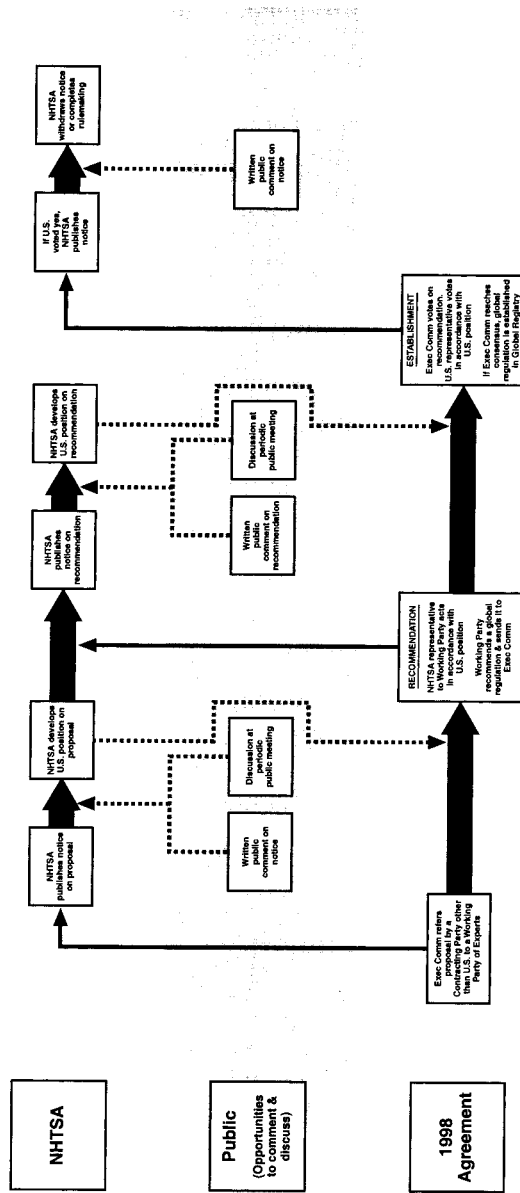 NHTSA
NHTSA
publishes notice
on proposal
NHTSA develops
U.S. position on
proposal
NHTSA
publishes
notice on
recommendation
NHTSA develops
U.S. position on
recommendation
If U.S.
voted yes,
NHTSA
publishes
notice
NHTSA
withdraws notice
or completes
rulemaking
Public
(Opportunities
to comment &
discuss)
Written
public
comment on
notice
Discussion at
periodic
public meeting
Written
public
comment on
recommendation
Discussion at
periodic
public meeting
Written
public
comment on
notice
1998
Agreement
Exec Comm refers
proposal by a
Contracting Party other
than U.S. to a Working
Party of Experts
RECOMMENDATION
NHTSA representative
to Working Party acts
in accordance with
U.S. position
Working Party
recommends a global
regulation & sends it to
Exec Comm
ESTABLISHMENT
Exec Comm votes on
recommendation.
U.S. representative votes
in accordance with
U.S. position
If Exec Comm reaches
consensus, global
regulation is established
in Global Registry